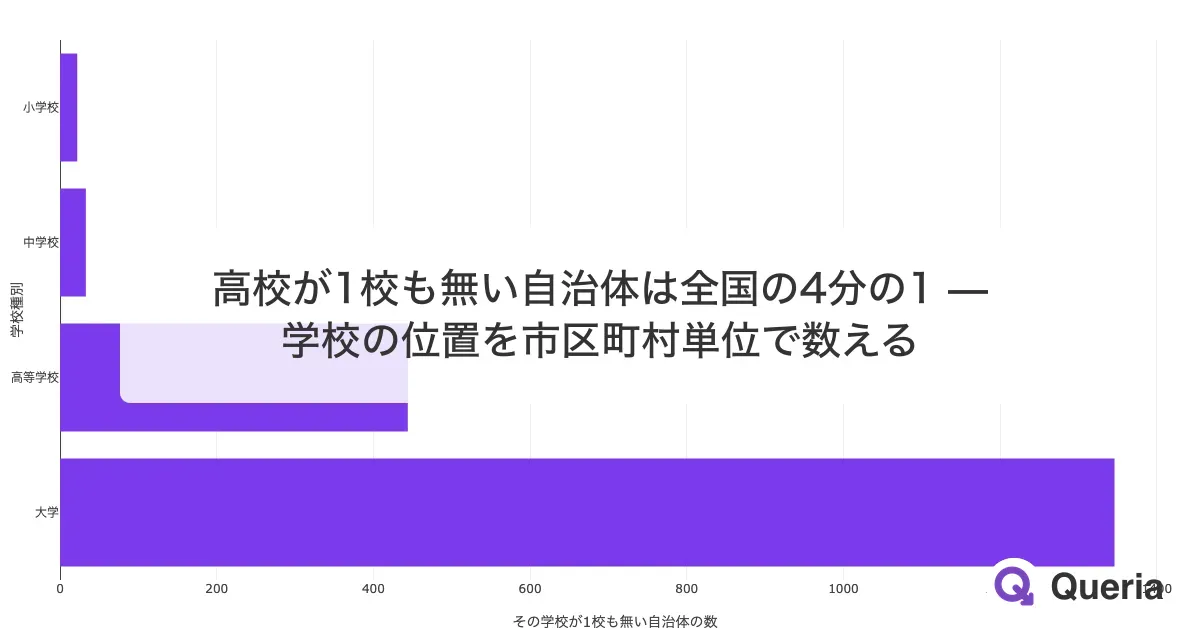 小学校
中学校
高等学校
大学
学校種別
高校が1校も無い自治体は全国の4分の1 —
学校の位置を市区町村単位で数える
0 200 400 600 800 1000
Queria
その学校が1校も無い自治体の数